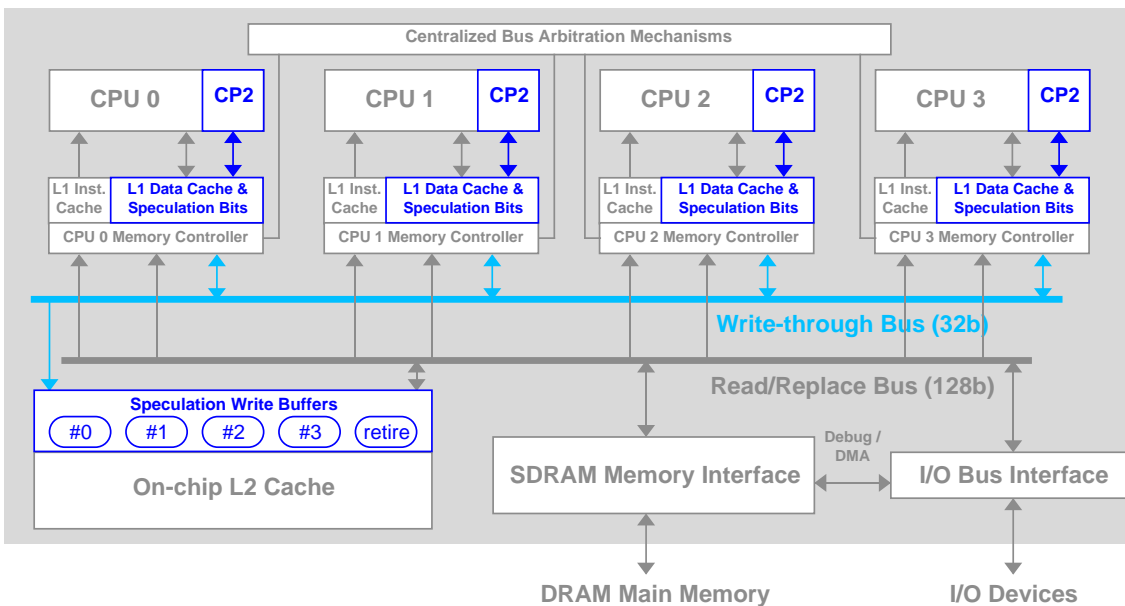 Centralized Bus Arbitration Mechanisms
CPU 0
CP2
CPU 1
CP2
CPU 2
CP2
CPU 3
CP2
L1 Inst.
Cache
L1 Data Cache &
Speculation Bits
L1 Inst.
Cache
L1 Data Cache &
Speculation Bits
L1 Inst.
Cache
L1 Data Cache &
Speculation Bits
L1 Inst.
Cache
L1 Data Cache &
Speculation Bits
CPU 0 Memory Controller
CPU 1 Memory Controller
CPU 2 Memory Controller
CPU 3 Memory Controller
Write-through Bus (32b)
Read/Replace Bus (128b)
Speculation Write Buffers
#0
#1
#2
#3
retire
On-chip L2 Cache
SDRAM Memory Interface
Debug /
DMA
I/O Bus Interface
DRAM Main Memory
I/O Devices